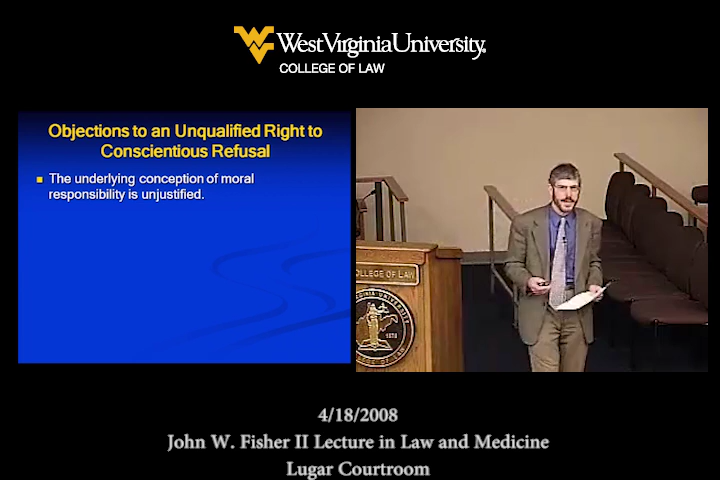 WestVirginiaUniversity.
COLLEGE OF LAW
Objections to an Unqualified Right to
Conscientious Refusal
The underlying conception of moral
responsibility is unjustified.
COLLEGE OF LAW
4/18/2008
John W. Fisher II Lecture in Law and Medicine
Lugar Courtroom